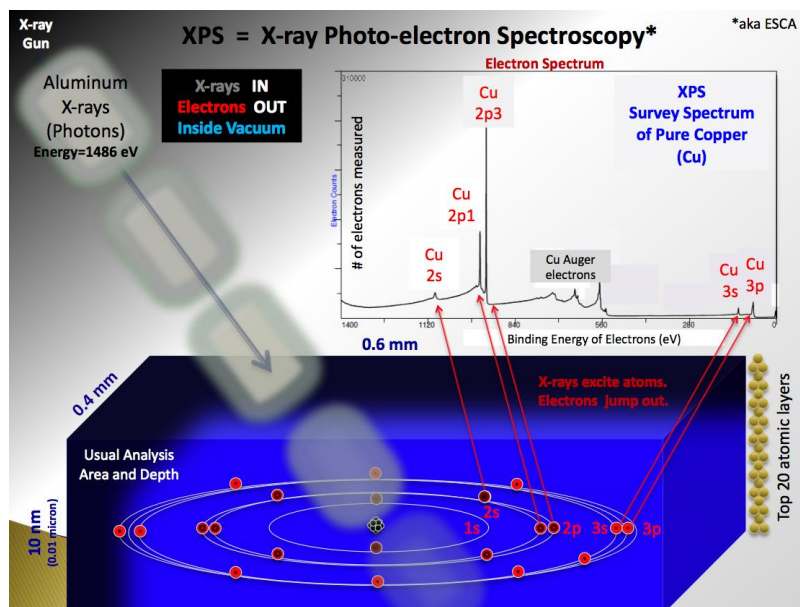 X-ray
Gun
XPS = X-ray Photo-electron Spectroscopy*
*aka ESCA
Aluminum
X-rays
(Photons)
Energy=1486 eV
X-rays IN
Electrons OUT
Inside Vacuum
Electron Spectrum
310000
Electron Counts
# of electrons measured
Cu
2p3
Cu
2p1
Cu
2s
Cu Auger
electrons
Cu
3s
Cu
3p
XPS
Survey Spectrum
of Pure Copper
(Cu)
1400
1120
840
560
280
0
Binding Energy of Electrons (eV)
0.6 mm
0.4 mm
X-rays excite atoms.
Electrons jump out.
Usual Analysis
Area and Depth
10 nm
(0.01 micron)
1s
2s
2p
3s
3p
Top 20 atomic layers